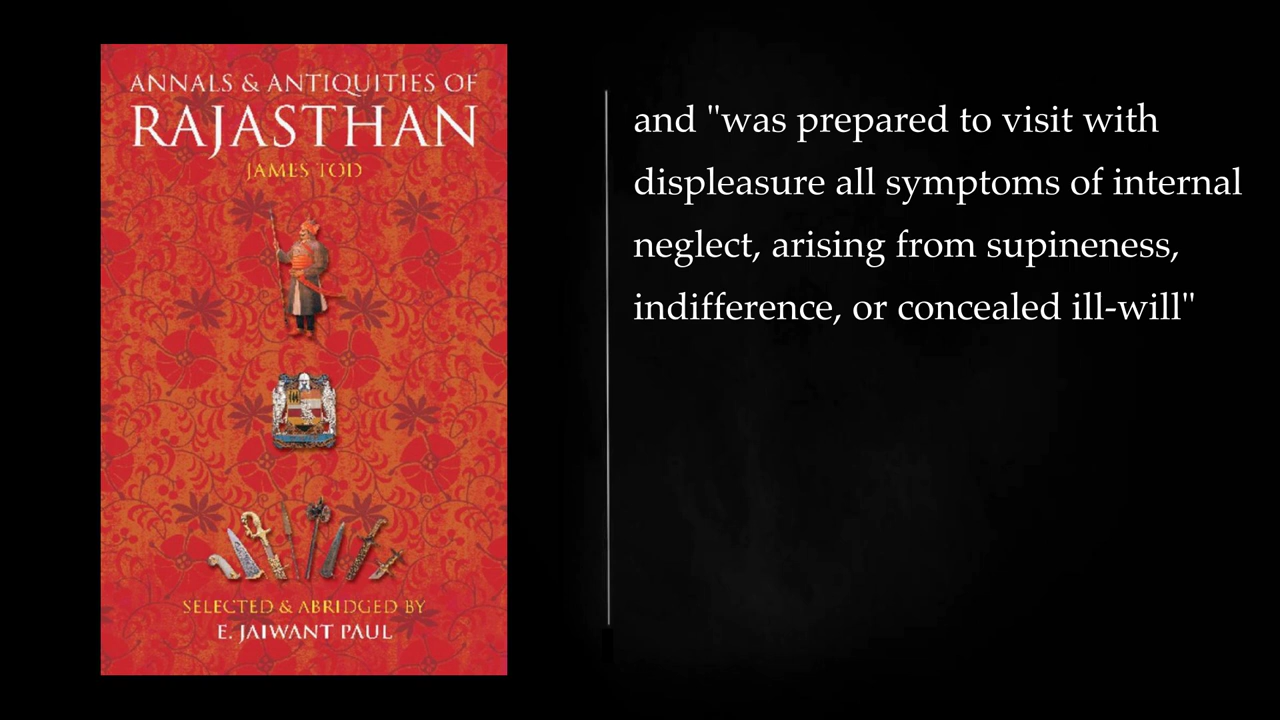 ANNALS & ANTIQUITIES OF
RAJASTHAN
JAMES TOD
SELECTED & ABRIDGED BY
E. JAIWANT PAUL
and "was prepared to visit with
displeasure all symptoms of internal
neglect, arising from supineness,
indifference, or concealed ill-will"